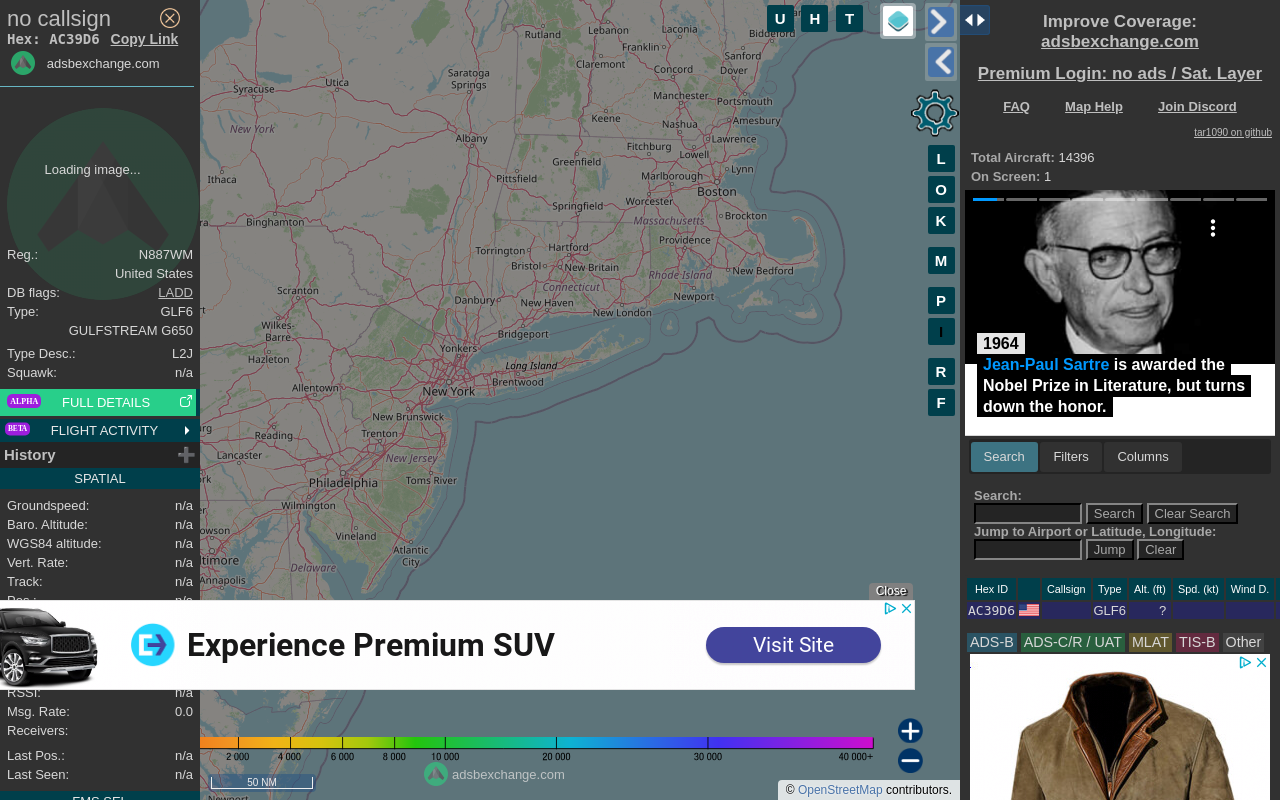 no callsign
Hex: AC39D6 Copy Link
adsbexchange.com
Loading image...
Reg.: N887WM
United States
DB flags: LADD
Type: GLF6
GULFSTREAM G650
Type Desc.: L2J
Squawk: n/a
ALPHA FULL DETAILS
BETA FLIGHT ACTIVITY
History
SPATIAL
Groundspeed: n/a
Baro. Altitude: n/a
WGS84 altitude: n/a
Vert. Rate: n/a
Track: n/a
Pos.: n/a
RSSI: n/a
Msg. Rate: 0.0
Receivers:
Last Pos.: n/a
Last Seen: n/a
FMS SEL
U H T
L
O
K
M
P
I
R
F
Rutland
Lebanon
Laconia
Biddeford
Franklin
Claremont
Concord
Sanford
Dover
Saratoga
Springs
Utica
Syracuse
Manchester
Portsmouth
Keene
Nashua
Amesbury
New York
Albany
Lawrence
Fitchburg
Lowell
Greenfield
Lynn
Ithaca
Pittsfield
Marlborough
Boston
Worcester
Springfield
Binghamton
Massachusetts
Brockton
Providence
Torrington
Hartford
Bristol
New Britain
New Bedford
Rhode Island
Connecticut
Scranton
Danbury
New Haven
Newport
New London
Wilkes-
Barre
Bridgeport
Hazleton
Yonkers
Long Island
Brentwood
Allentown
New York
New Brunswick
Reading
Trenton
Lancaster
New Jersey
Toms River
Philadelphia
Wilmington
Vineland
Atlantic
City
Annapolis
Delaware
Close
Experience Premium SUV
Visit Site
2 000 4 000 6 000 8 000 10 000 20 000 30 000 40 000+
adsbexchange.com
50 NM
Newport
© OpenStreetMap contributors.
Improve Coverage:
adsbexchange.com
Premium Login: no ads / Sat. Layer
FAQ Map Help Join Discord
tar1090 on github
Total Aircraft: 14396
On Screen: 1
1964
Jean-Paul Sartre is awarded the
Nobel Prize in Literature, but turns
down the honor.
Search Filters Columns
Search:
Search Clear Search
Jump to Airport or Latitude, Longitude:
Jump Clear
Hex ID Callsign Type Alt. (ft) Spd. (kt) Wind D.
AC39D6 GLF6 ?
ADS-B ADS-C/R / UAT MLAT TIS-B Other